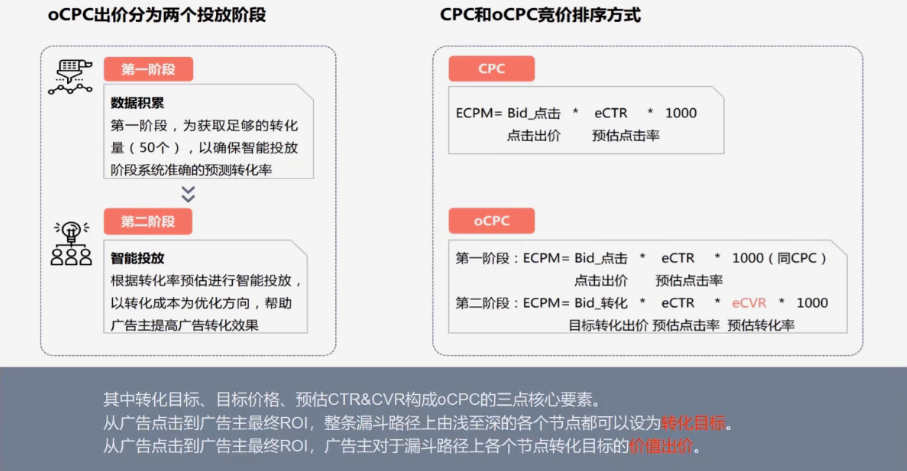 oCPC出价分为两个投放阶段
第一阶段
数据积累
第一阶段，为获取足够的转化
量（50个），以确保智能投放
阶段系统准确的预测转化率
第二阶段
智能投放
根据转化率预估进行智能投放，
以转化成本为优化方向，帮助
广告主提高广告转化效果
CPC和oCPC竞价排序方式
CPC
ECPM= Bid_点击 * eCTR * 1000
点击出价 预估点击率
oCPC
第一阶段：ECPM= Bid_点击 * eCTR * 1000（同CPC）
点击出价 预估点击率
第二阶段：ECPM= Bid_转化 * eCTR * eCVR * 1000
目标转化出价 预估点击率 预估转化率
其中转化目标、目标价格、预估CTR&CVR构成oCPC的三点核心要素。
从广告点击到广告主最终ROI，整条漏斗路径上由浅至深的各个节点都可以设为转化目标。
从广告点击到广告主最终ROI，广告主对于漏斗路径上各个节点转化目标的价值出价。